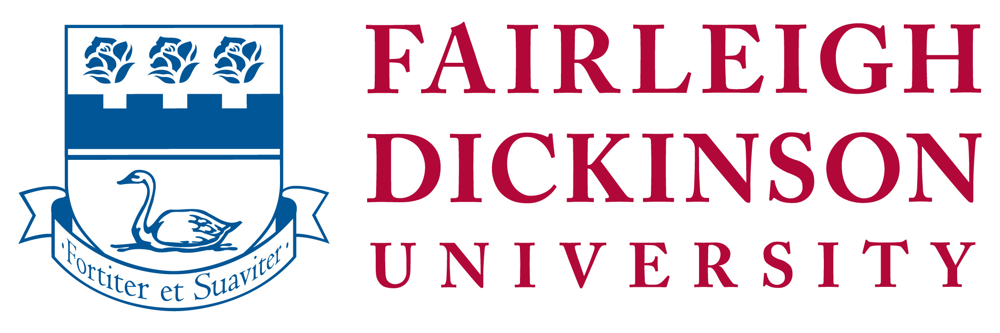 FAIRLEIGH
DICKINSON
UNIVERSITY
· Fortiter et Suaviter ·